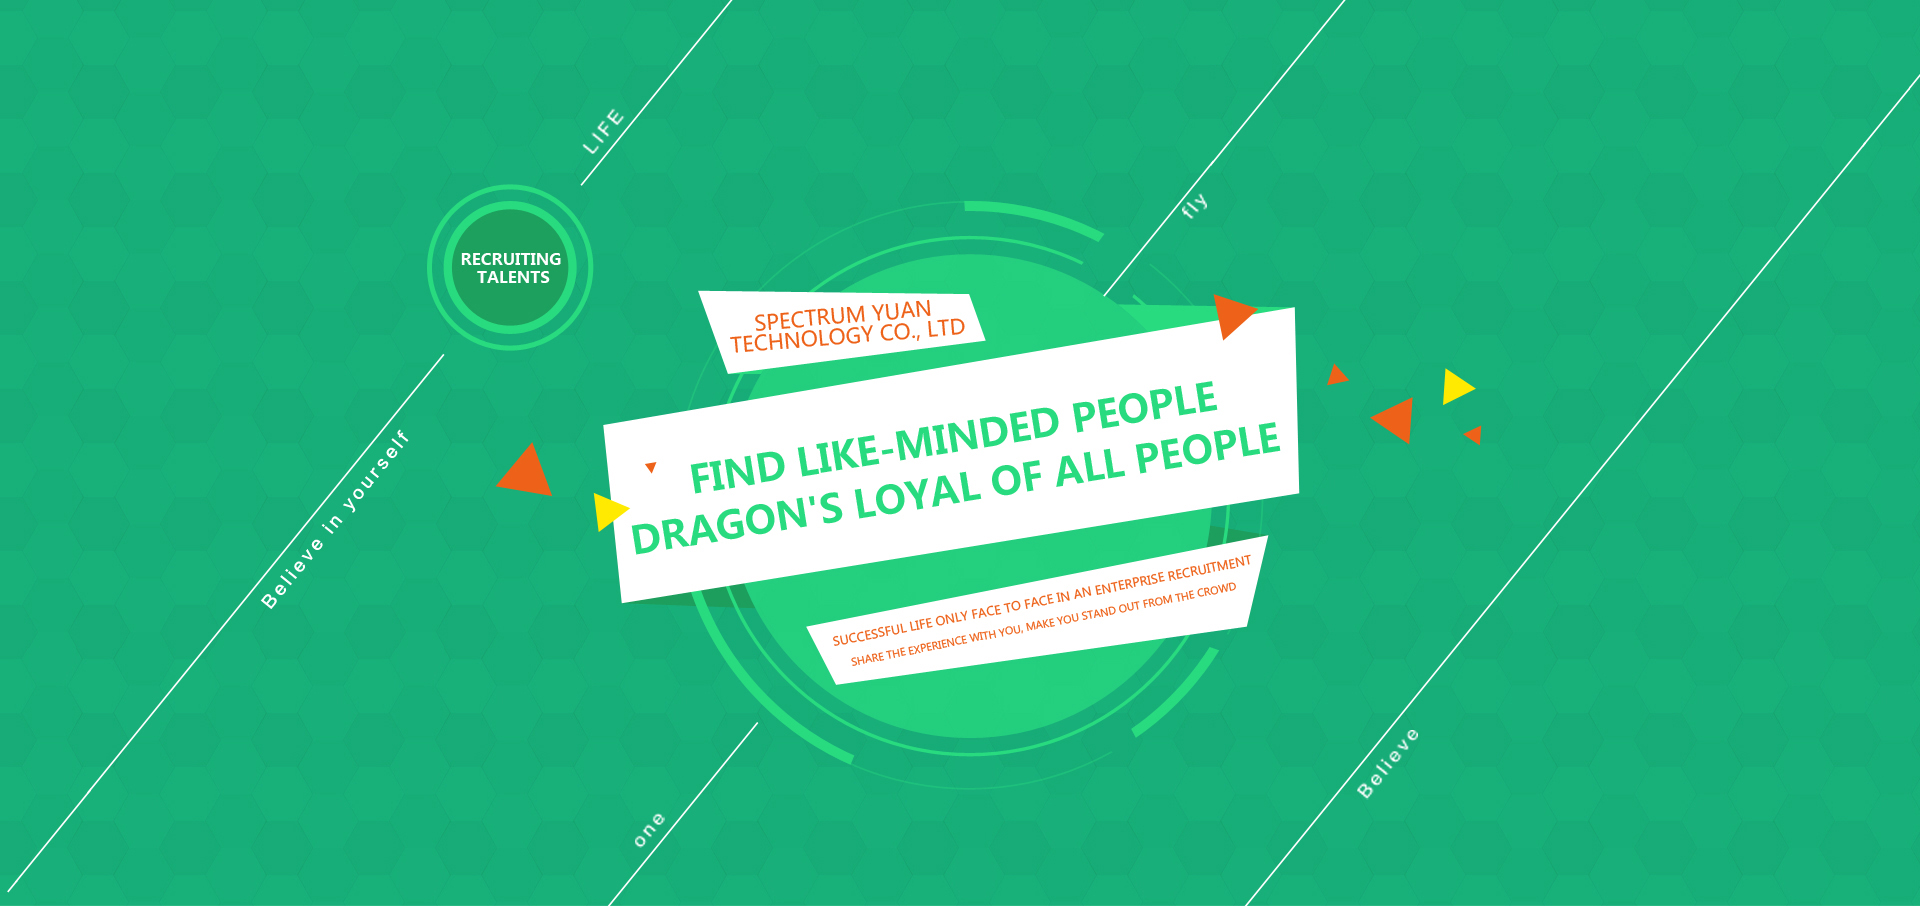 LIFE
fly
RECRUITING
TALENTS
SPECTRUM YUAN
TECHNOLOGY CO., LTD
FIND LIKE-MINDED PEOPLE
DRAGON'S LOYAL OF ALL PEOPLE
Believe in yourself
SUCCESSFUL LIFE ONLY FACE TO FACE IN AN ENTERPRISE RECRUITMENT
SHARE THE EXPERIENCE WITH YOU, MAKE YOU STAND OUT FROM THE CROWD
Believe
one